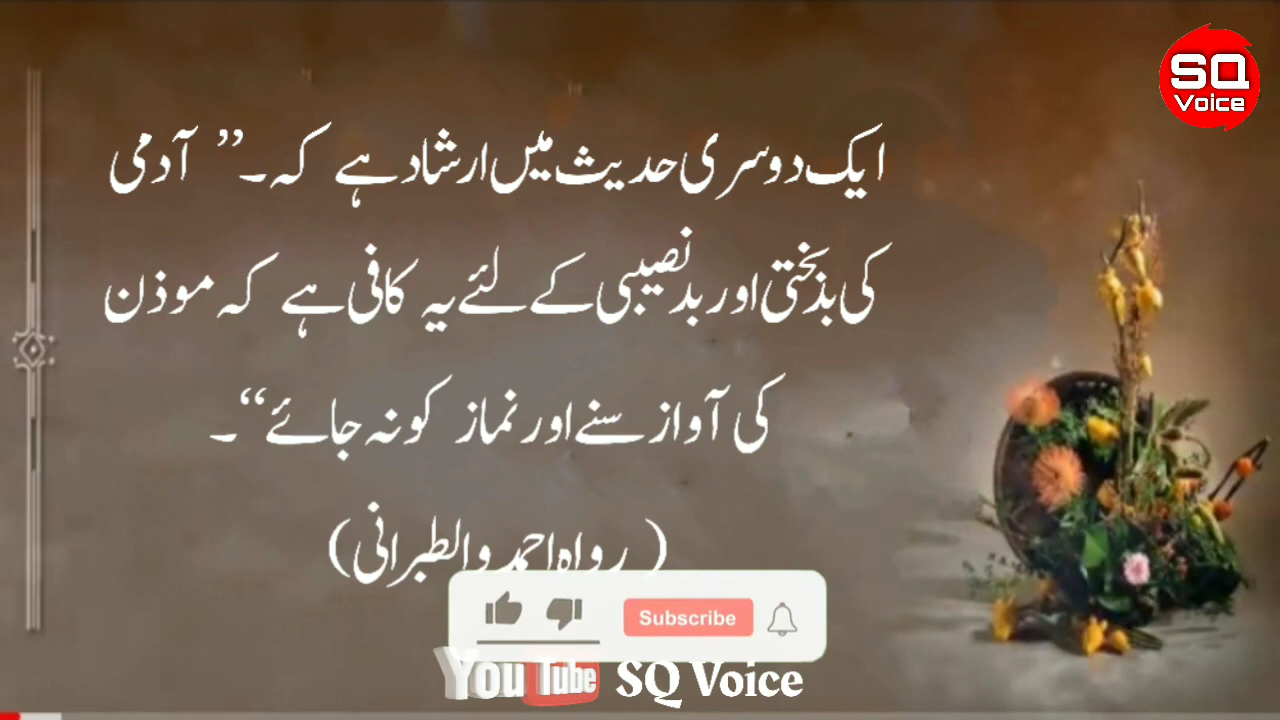 SQ
Voice
ایک دوسری حدیث میں ارشاد ہے کہ۔” آدمی
کی بدبختی اور بدنصیبی کے لئے یہ کافی ہے کہ موذن
کی آواز سنے اور نماز کو نہ جائے“۔
( رواہ احمد والطبرانی)
Subscribe
YouTube SQ Voice